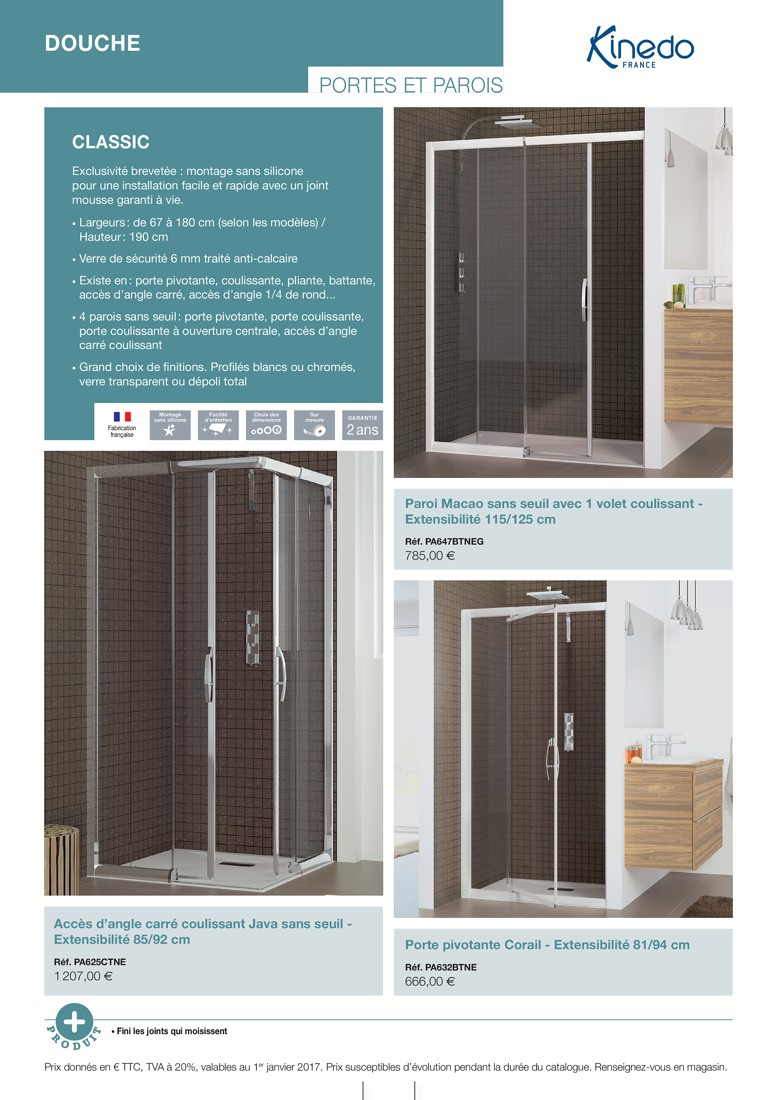 DOUCHE
Kinedo
FRANCE
PORTES ET PAROIS
CLASSIC
Exclusivité brevetée : montage sans silicone
pour une installation facile et rapide avec un joint
mousse garanti à vie.
• Largeurs : de 67 à 180 cm (selon les modèles) /
Hauteur : 190 cm
• Verre de sécurité 6 mm traité anti-calcaire
• Existe en : porte pivotante, coulissante, pliante, battante,
accès d’angle carré, accès d’angle 1/4 de rond...
• 4 parois sans seuil : porte pivotante, porte coulissante,
porte coulissante à ouverture centrale, accès d’angle
carré coulissant
• Grand choix de finitions. Profilés blancs ou chromés,
verre transparent ou dépoli total
Fabrication
française
Montage
sans silicone
Facilité
d’entretien
Choix des
dimensions
Sur
mesure
GARANTIE
2 ans
Paroi Macao sans seuil avec 1 volet coulissant -
Extensibilité 115/125 cm
Réf. PA647BTNEG
785,00 €
Accès d’angle carré coulissant Java sans seuil -
Extensibilité 85/92 cm
Réf. PA625CTNE
1 207,00 €
Porte pivotante Corail - Extensibilité 81/94 cm
Réf. PA632BTNE
666,00 €
+
PRODUIT
• Fini les joints qui moisissent
Prix donnés en € TTC, TVA à 20%, valables au 1er janvier 2017. Prix susceptibles d’évolution pendant la durée du catalogue. Renseignez-vous en magasin.